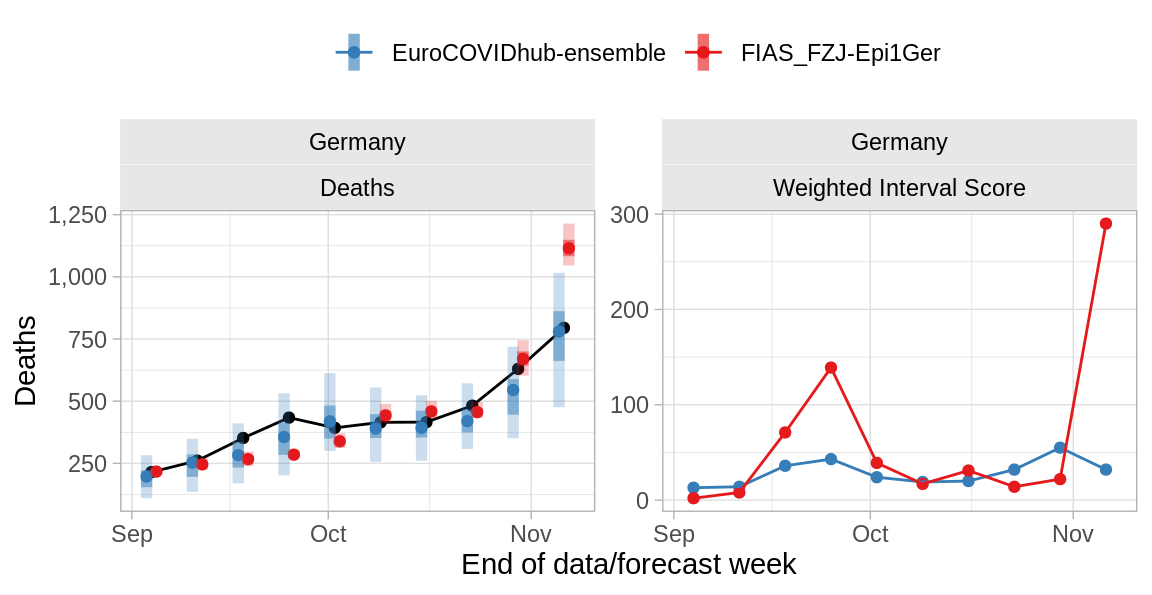 EuroCOVIDhub-ensemble FIAS_FZJ-Epi1Ger
Germany
Deaths
Deaths
1,250
1,000
750
500
250
Sep Oct Nov
Germany
Weighted Interval Score
300
200
100
0
Sep Oct Nov
End of data/forecast week